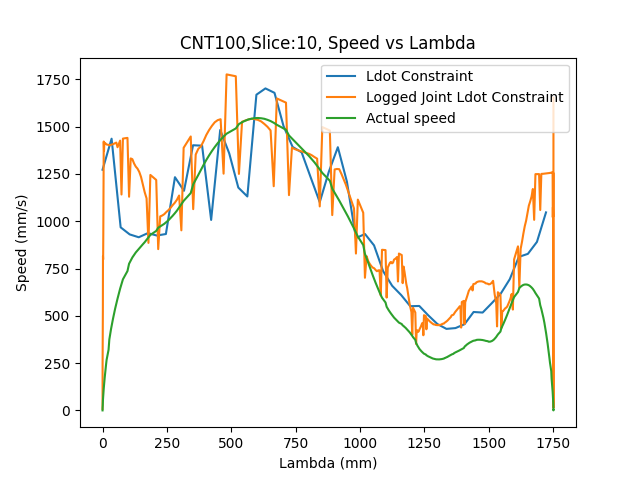 CNT100,Slice:10, Speed vs Lambda
Ldot Constraint
Logged Joint Ldot Constraint
Actual speed
Speed (mm/s)
1750
1500
1250
1000
750
500
250
0
0 250 500 750 1000 1250 1500 1750
Lambda (mm)